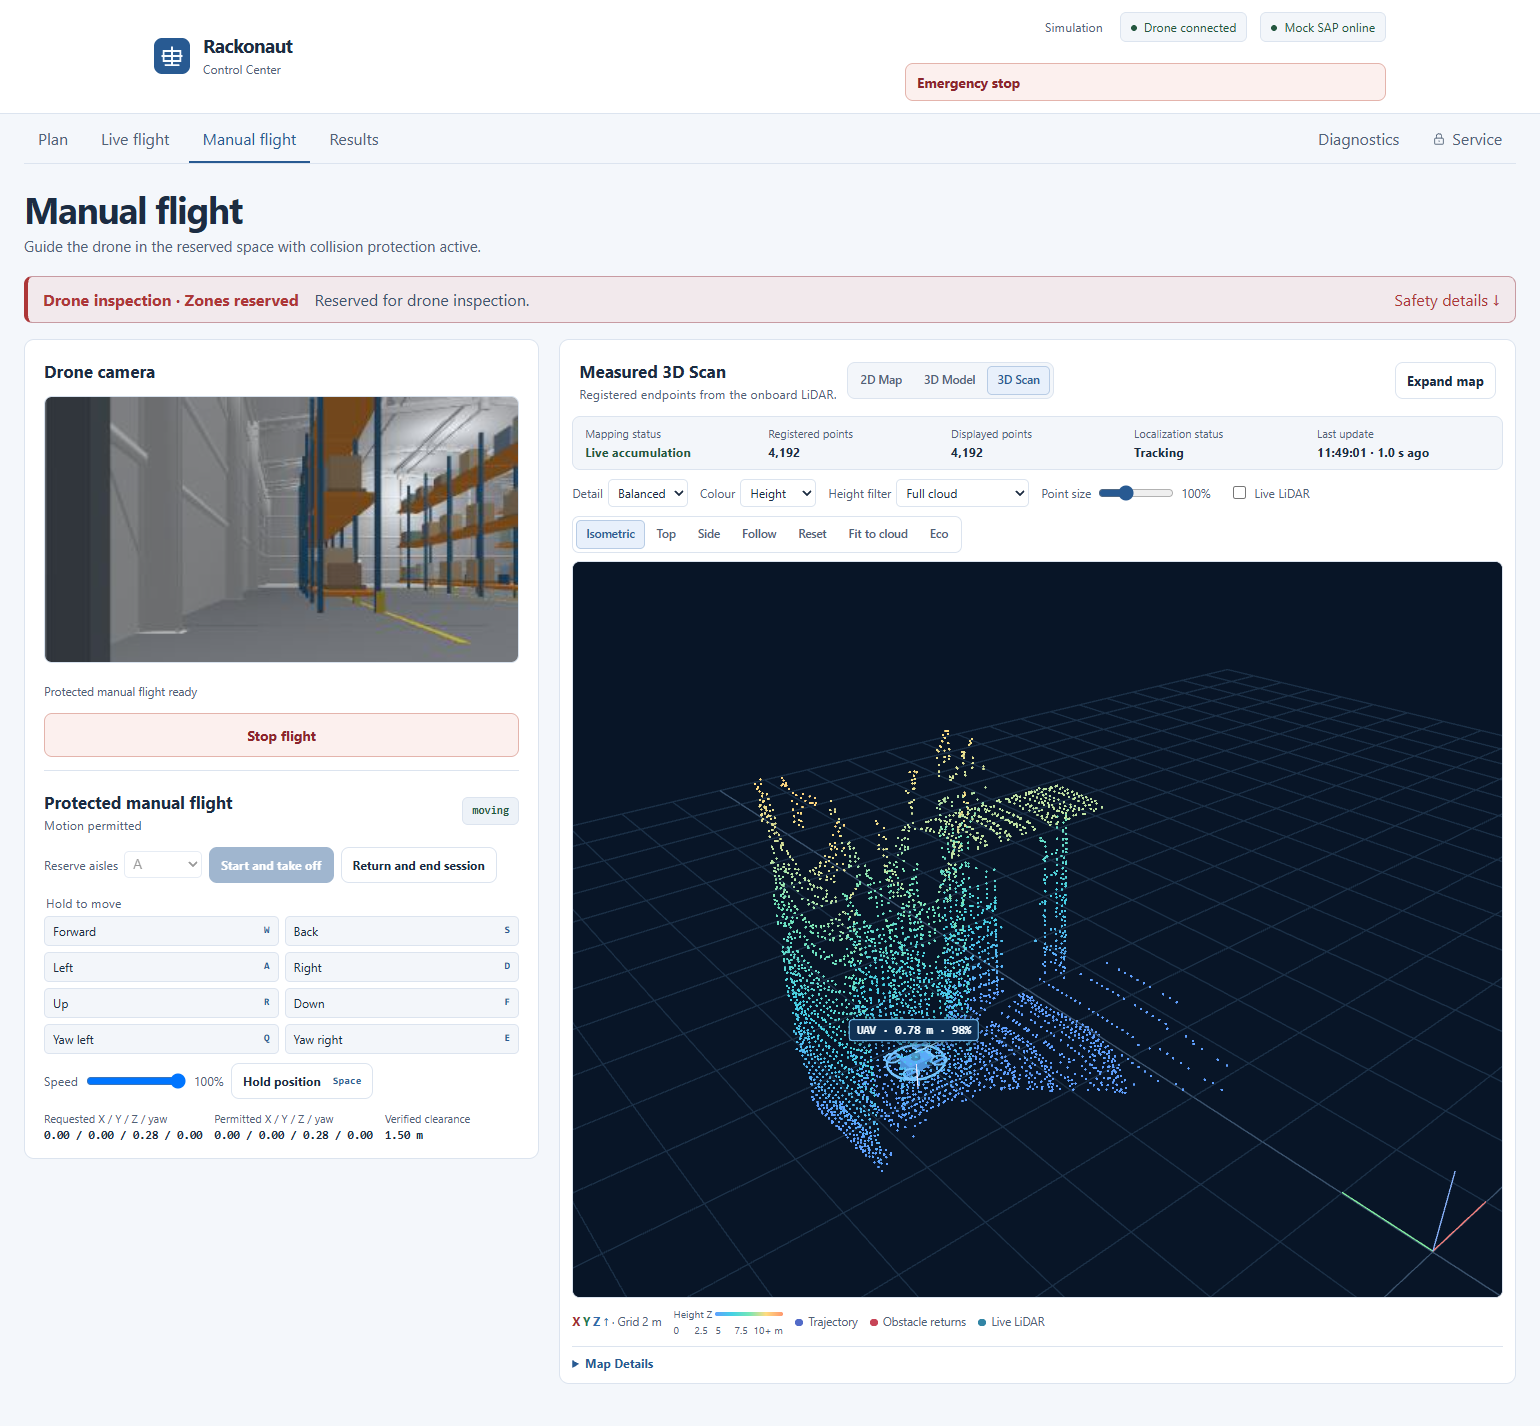 Rackonaut
Control Center
Simulation
Drone connected
Mock SAP online
Emergency stop
Plan
Live flight
Manual flight
Results
Diagnostics
Service
Manual flight
Guide the drone in the reserved space with collision protection active.
Drone inspection · Zones reserved Reserved for drone inspection.
Safety details ↓
Drone camera
Protected manual flight ready
Stop flight
Protected manual flight
Motion permitted
moving
Reserve aisles A Start and take off Return and end session
Hold to move
Forward W
Back S
Left A
Right D
Up R
Down F
Yaw left Q
Yaw right E
Speed 100% Hold position Space
Requested X / Y / Z / yaw
0.00 / 0.00 / 0.28 / 0.00
Permitted X / Y / Z / yaw
0.00 / 0.00 / 0.28 / 0.00
Verified clearance
1.50 m
Measured 3D Scan
Registered endpoints from the onboard LiDAR.
2D Map 3D Model 3D Scan
Expand map
Mapping status
Live accumulation
Registered points
4,192
Displayed points
4,192
Localization status
Tracking
Last update
11:49:01 · 1.0 s ago
Detail Balanced Colour Height Height filter Full cloud Point size 100% Live LiDAR
Isometric Top Side Follow Reset Fit to cloud Eco
UAV · 0.78 m · 98%
X Y Z ↑ · Grid 2 m
Height Z
0 2.5 5 7.5 10+ m
Trajectory
Obstacle returns
Live LiDAR
Map Details